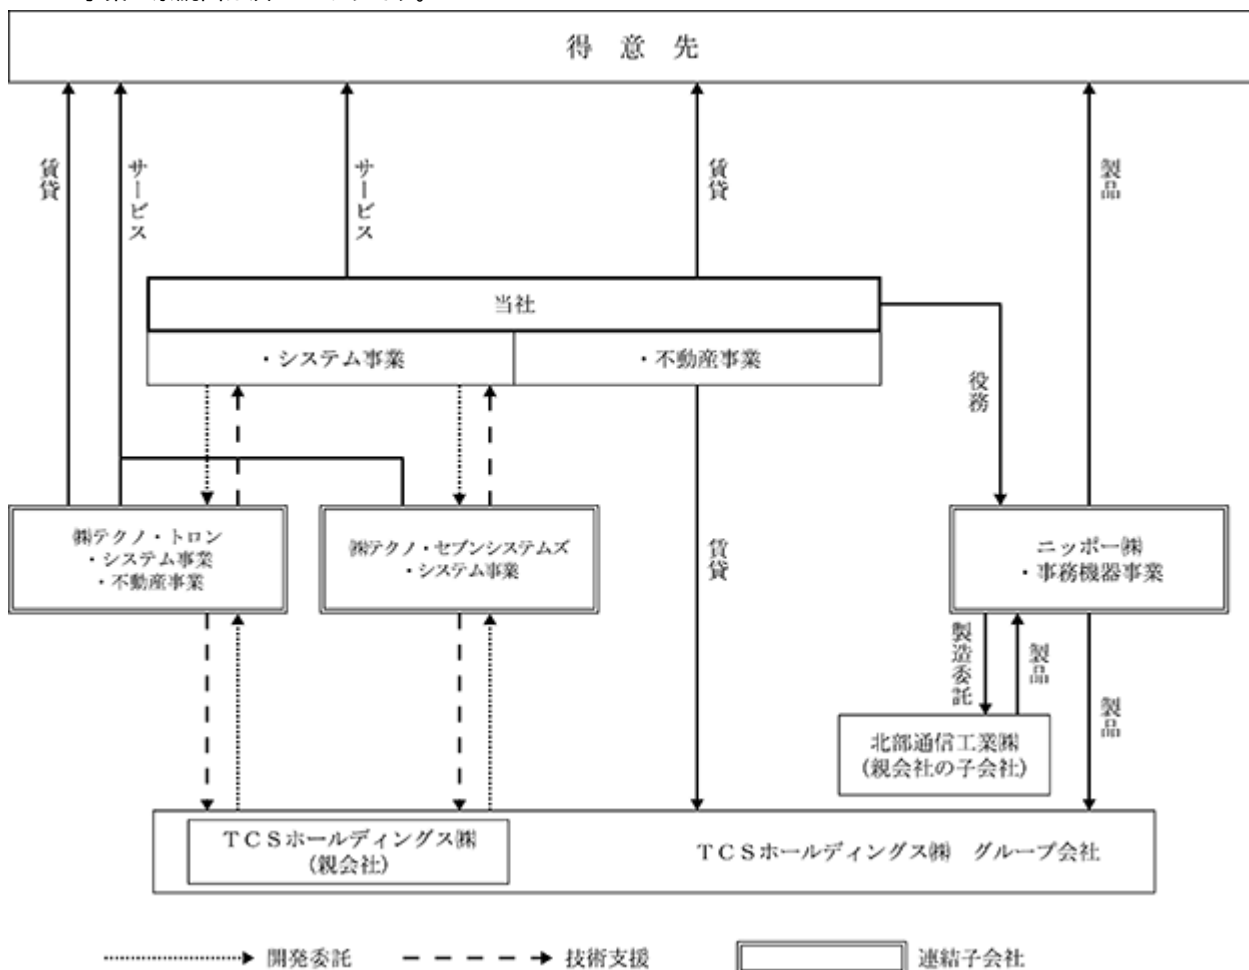 得意先
賃貸
サービス
サービス
賃貸
製品
当社
・システム事業
・不動産事業
役務
㈱テクノ・トロン
・システム事業
・不動産事業
㈱テクノ・セブンシステムズ
・システム事業
賃貸
ニッポー㈱
・事務機器事業
製造委託
製品
製品
北部通信工業㈱
(親会社の子会社)
TCSホールディングス㈱
(親会社)
TCSホールディングス㈱ グループ会社
開発委託
技術支援
連結子会社